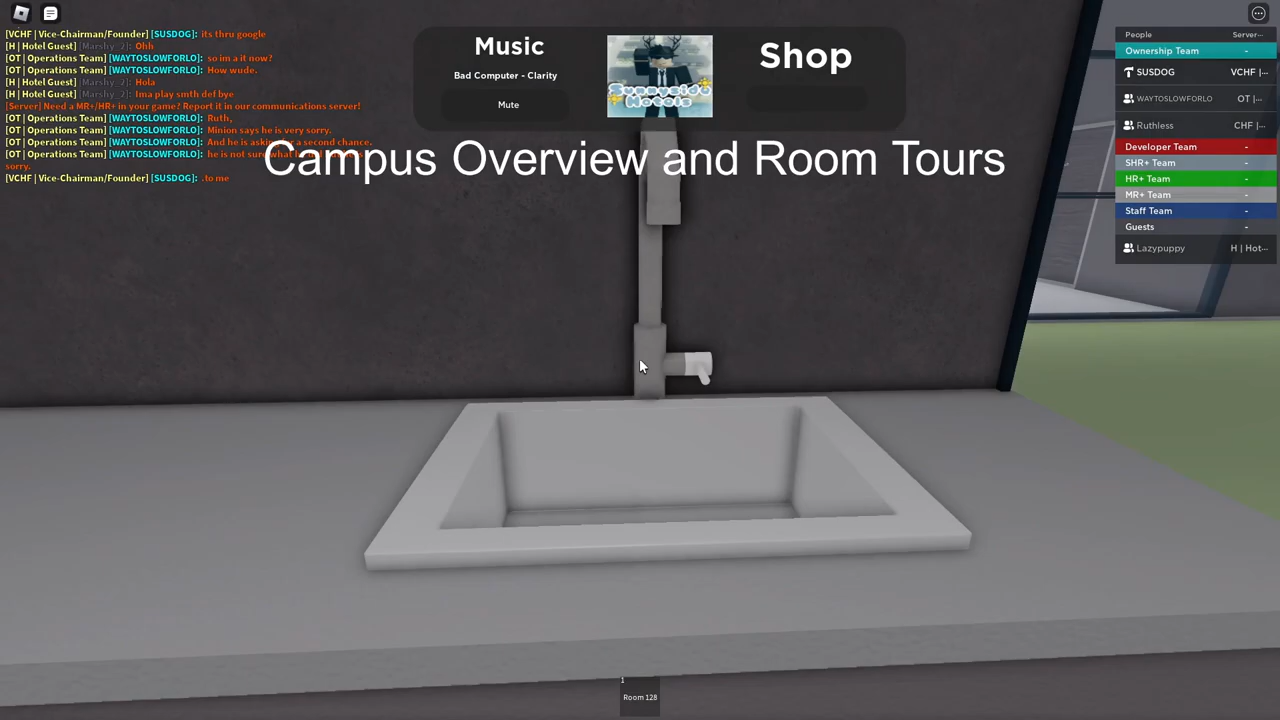 [VCHF | Vice-Chairman/Founder] [SUSDOG]: its thru google
[H | Hotel Guest] [Marshy_2]: Ohh
[OT | Operations Team] [WAYTOSLOWFORLO]: so im a it now?
[OT | Operations Team] [WAYTOSLOWFORLO]: How wude.
[H | Hotel Guest] [Marshy_2]: Hola
[H | Hotel Guest] [Marshy_2]: Ima play smth def bye
[Server] Need a MR+/HR+ in your game? Report it in our communications server!
[OT | Operations Team] [WAYTOSLOWFORLO]: Ruth,
[OT | Operations Team] [WAYTOSLOWFORLO]: Minion says he is very sorry.
[OT | Operations Team] [WAYTOSLOWFORLO]: And he is asking for a second chance.
[OT | Operations Team] [WAYTOSLOWFORLO]: he is not sure what he
sorry.
[VCHF | Vice-Chairman/Founder] [SUSDOG]: .to me
Music
Bad Computer - Clarity
Mute
Sunnyside
Hotels
Shop
Campus Overview and Room Tours
People Server...
Ownership Team -
SUSDOG VCHF |...
WAYTOSLOWFORLO OT |...
Ruthless CHF |...
Developer Team -
SHR+ Team -
HR+ Team -
MR+ Team -
Staff Team -
Guests -
Lazypuppy H | Hot...
1
Room 128